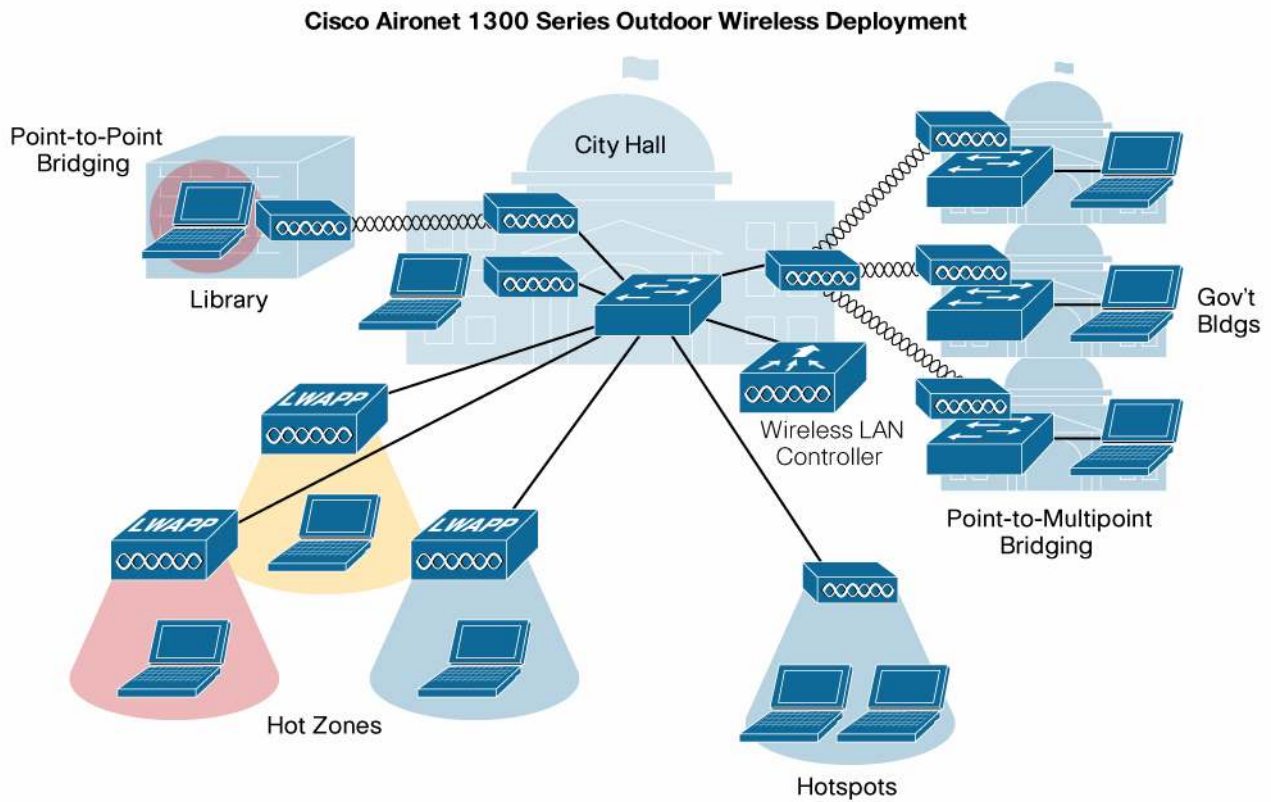 Cisco Aironet 1300 Series Outdoor Wireless Deployment
Point-to-Point
Bridging
City Hall
Library
Gov't
Bldgs
LWAPP
Wireless LAN
Controller
LWAPP
LWAPP
Point-to-Multipoint
Bridging
Hot Zones
Hotspots